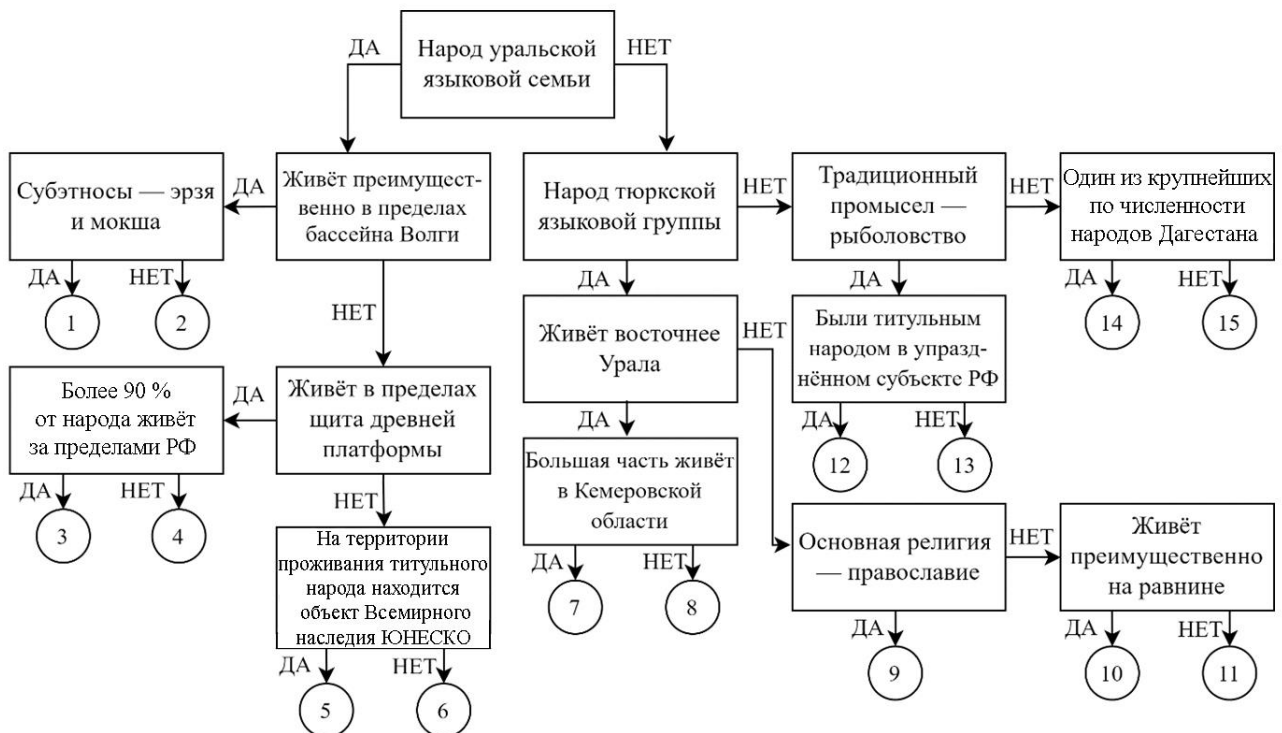 ДА
Народ уральской
языковой семьи
НЕТ
Субэтносы — эрзя
и мокша
ДА
Живёт преимущест-
венно в пределах
бассейна Волги
Народ тюркской
языковой группы
НЕТ
Традиционный
промысел —
рыболовство
НЕТ
Один из крупнейших
по численности
народов Дагестана
ДА
НЕТ
1
2
НЕТ
ДА
ДА
ДА
НЕТ
14
15
Живёт восточнее
Урала
НЕТ
Были титульным
народом в упразд-
нённом субъекте РФ
Более 90 %
от народа живёт
за пределами РФ
ДА
Живёт в пределах
щита древней
платформы
ДА
ДА
НЕТ
12
13
ДА
НЕТ
3
4
НЕТ
Большая часть живёт
в Кемеровской
области
На территории
проживания титульного
народа находится
объект Всемирного
наследия ЮНЕСКО
ДА
НЕТ
7
8
Основная религия
— православие
НЕТ
Живёт
преимущественно
на равнине
ДА
НЕТ
5
6
ДА
9
ДА
НЕТ
10
11